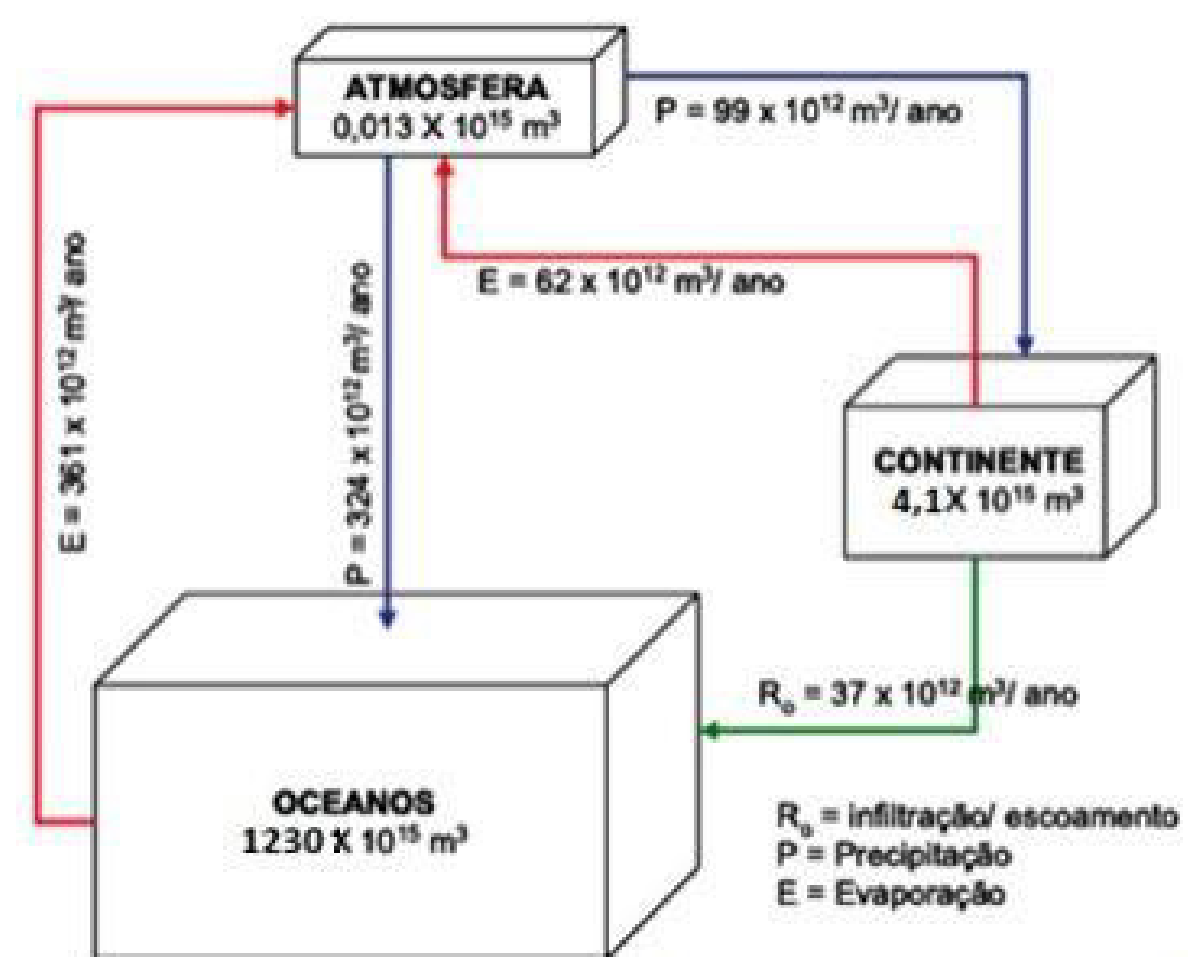 ATMOSFERA
0,013 X 10¹⁵ m³
P = 99 x 10¹² m³/ ano
E = 62 x 10¹² m³/ ano
E = 361 x 10¹² m³/ ano
P = 324 x 10¹² m³/ ano
CONTINENTE
4,1X 10¹⁵ m³
R₀ = 37 x 10¹² m³/ ano
OCEANOS
1230 X 10¹⁵ m³
R₀ = infiltração/ escoamento
P = Precipitação
E = Evaporação